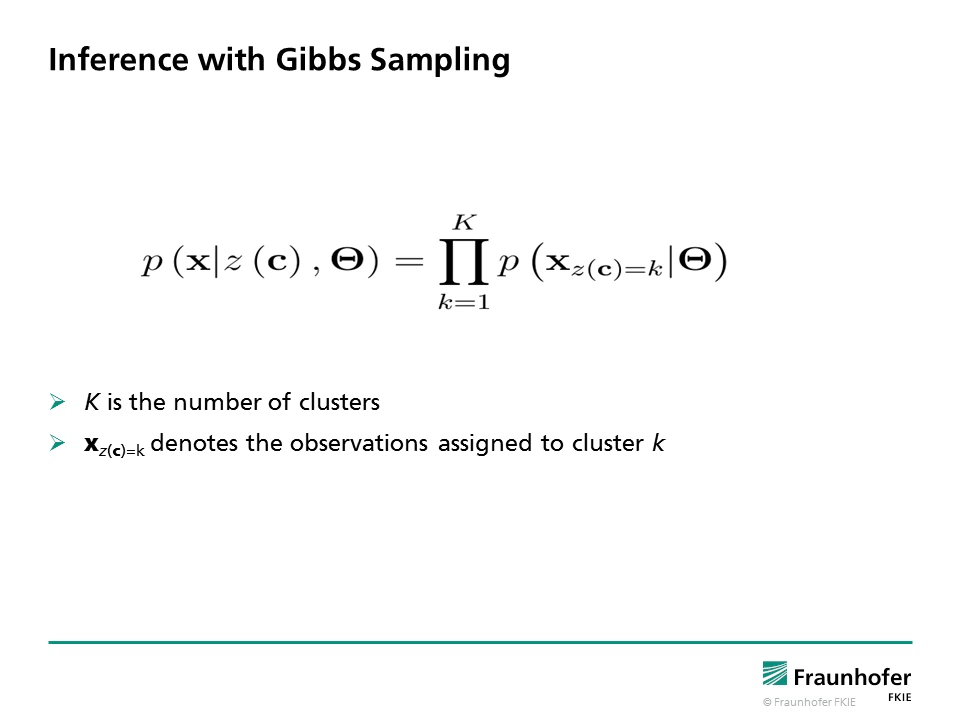 Inference with Gibbs Sampling
p (x|z (c) , Θ) = ∏_{k=1}^{K} p (x_{z(c)=k}|Θ)
➢ K is the number of clusters
➢ x_{z(c)=k} denotes the observations assigned to cluster k
Fraunhofer
© Fraunhofer FKIE FKIE